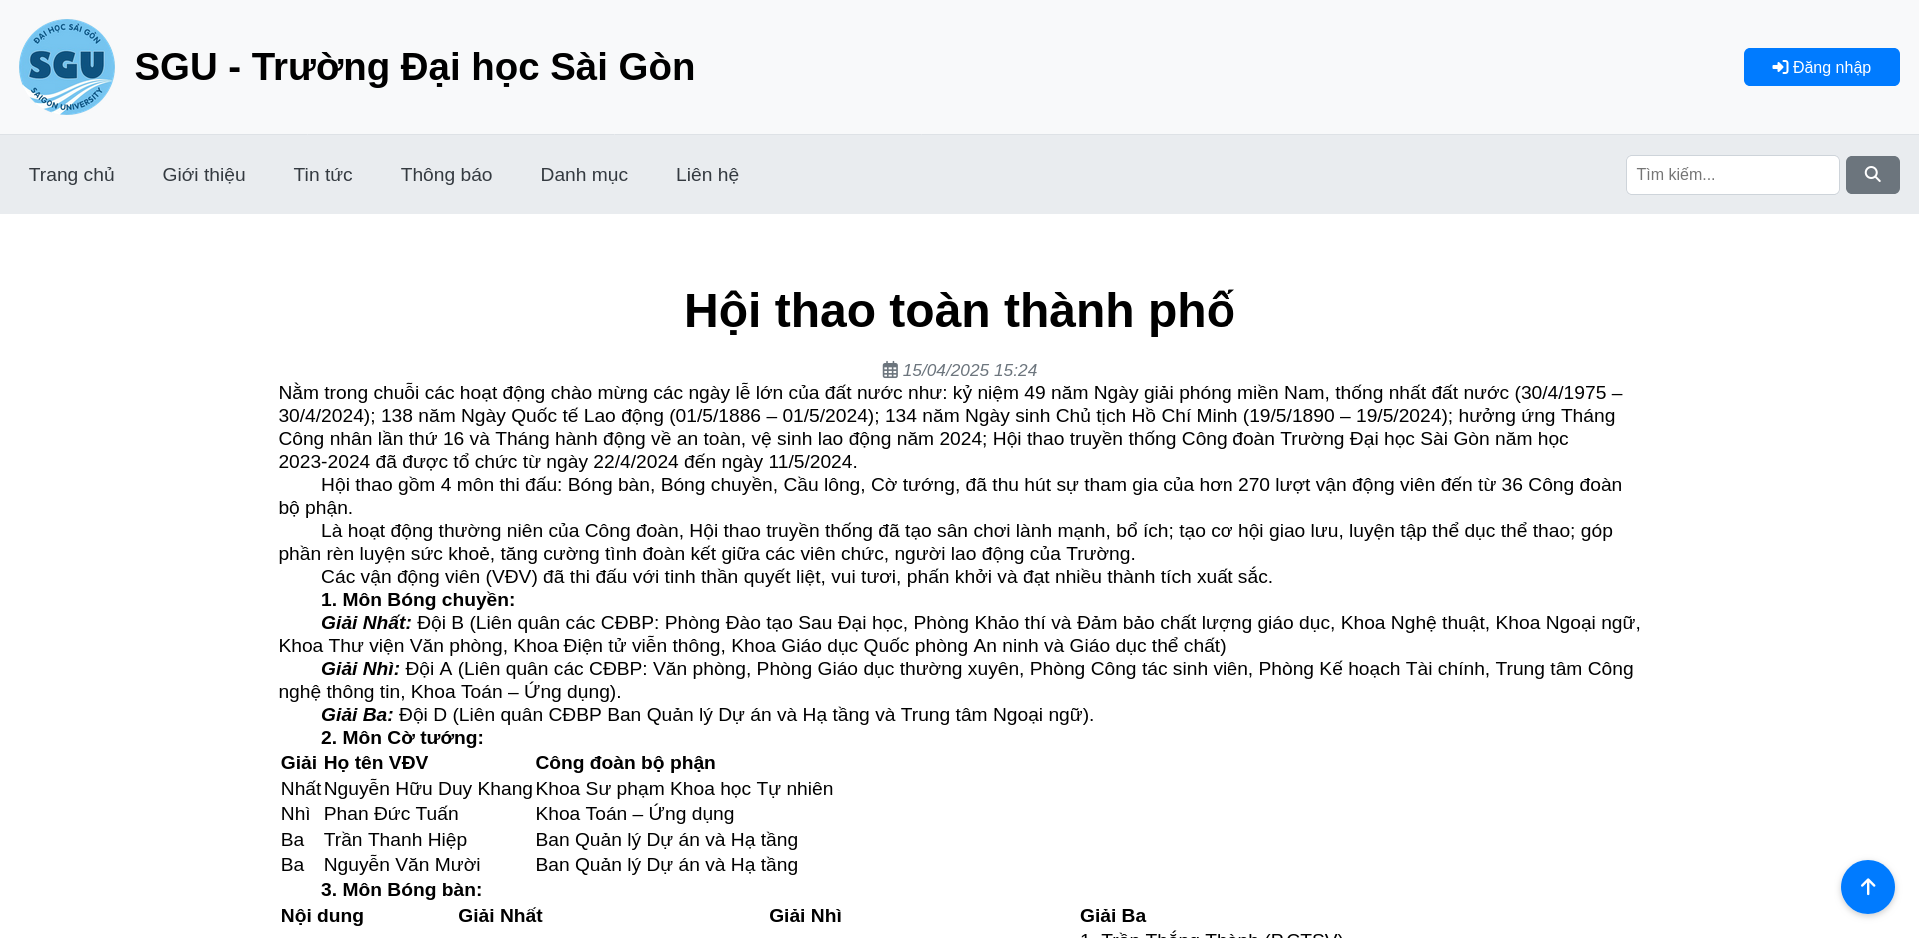 ĐẠI HỌC SÀI GÒN
SGU
SAIGON UNIVERSITY
SGU - Trường Đại học Sài Gòn
Đăng nhập
Trang chủ Giới thiệu Tin tức Thông báo Danh mục Liên hệ
Tìm kiếm...
Hội thao toàn thành phố
15/04/2025 15:24
Nằm trong chuỗi các hoạt động chào mừng các ngày lễ lớn của đất nước như: kỷ niệm 49 năm Ngày giải phóng miền Nam, thống nhất đất nước (30/4/1975 –
30/4/2024); 138 năm Ngày Quốc tế Lao động (01/5/1886 – 01/5/2024); 134 năm Ngày sinh Chủ tịch Hồ Chí Minh (19/5/1890 – 19/5/2024); hưởng ứng Tháng
Công nhân lần thứ 16 và Tháng hành động về an toàn, vệ sinh lao động năm 2024; Hội thao truyền thống Công đoàn Trường Đại học Sài Gòn năm học
2023-2024 đã được tổ chức từ ngày 22/4/2024 đến ngày 11/5/2024.
Hội thao gồm 4 môn thi đấu: Bóng bàn, Bóng chuyền, Cầu lông, Cờ tướng, đã thu hút sự tham gia của hơn 270 lượt vận động viên đến từ 36 Công đoàn
bộ phận.
Là hoạt động thường niên của Công đoàn, Hội thao truyền thống đã tạo sân chơi lành mạnh, bổ ích; tạo cơ hội giao lưu, luyện tập thể dục thể thao; góp
phần rèn luyện sức khoẻ, tăng cường tình đoàn kết giữa các viên chức, người lao động của Trường.
Các vận động viên (VĐV) đã thi đấu với tinh thần quyết liệt, vui tươi, phấn khởi và đạt nhiều thành tích xuất sắc.
1. Môn Bóng chuyền:
Giải Nhất: Đội B (Liên quân các CĐBP: Phòng Đào tạo Sau Đại học, Phòng Khảo thí và Đảm bảo chất lượng giáo dục, Khoa Nghệ thuật, Khoa Ngoại ngữ,
Khoa Thư viện Văn phòng, Khoa Điện tử viễn thông, Khoa Giáo dục Quốc phòng An ninh và Giáo dục thể chất)
Giải Nhì: Đội A (Liên quân các CĐBP: Văn phòng, Phòng Giáo dục thường xuyên, Phòng Công tác sinh viên, Phòng Kế hoạch Tài chính, Trung tâm Công
nghệ thông tin, Khoa Toán – Ứng dụng).
Giải Ba: Đội D (Liên quân CĐBP Ban Quản lý Dự án và Hạ tầng và Trung tâm Ngoại ngữ).
2. Môn Cờ tướng:
Giải Họ tên VĐV Công đoàn bộ phận
Nhất Nguyễn Hữu Duy Khang Khoa Sư phạm Khoa học Tự nhiên
Nhì Phan Đức Tuấn Khoa Toán – Ứng dụng
Ba Trần Thanh Hiệp Ban Quản lý Dự án và Hạ tầng
Ba Nguyễn Văn Mười Ban Quản lý Dự án và Hạ tầng
3. Môn Bóng bàn:
Nội dung Giải Nhất Giải Nhì Giải Ba
1. Trần Thắng Thành (P.CTSV)